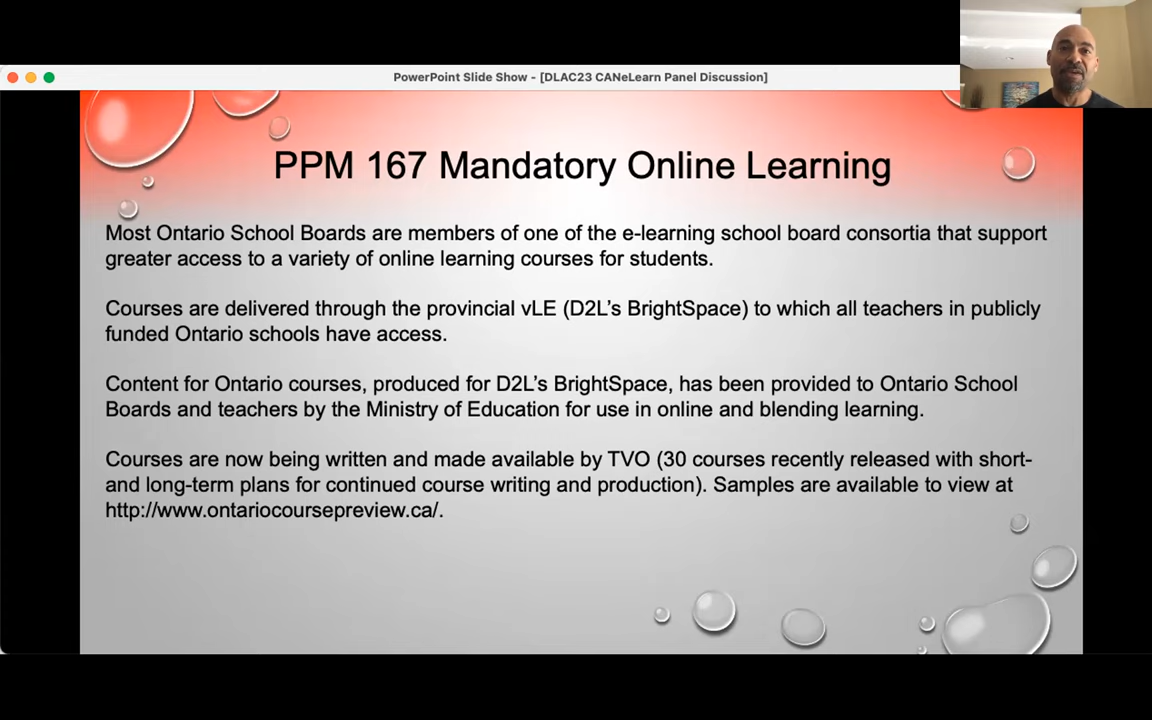 PowerPoint Slide Show - [DLAC23 CANeLearn Panel Discussion]
PPM 167 Mandatory Online Learning
Most Ontario School Boards are members of one of the e-learning school board consortia that support
greater access to a variety of online learning courses for students.
Courses are delivered through the provincial vLE (D2L’s BrightSpace) to which all teachers in publicly
funded Ontario schools have access.
Content for Ontario courses, produced for D2L’s BrightSpace, has been provided to Ontario School
Boards and teachers by the Ministry of Education for use in online and blending learning.
Courses are now being written and made available by TVO (30 courses recently released with short-
and long-term plans for continued course writing and production). Samples are available to view at
http://www.ontariocoursepreview.ca/.